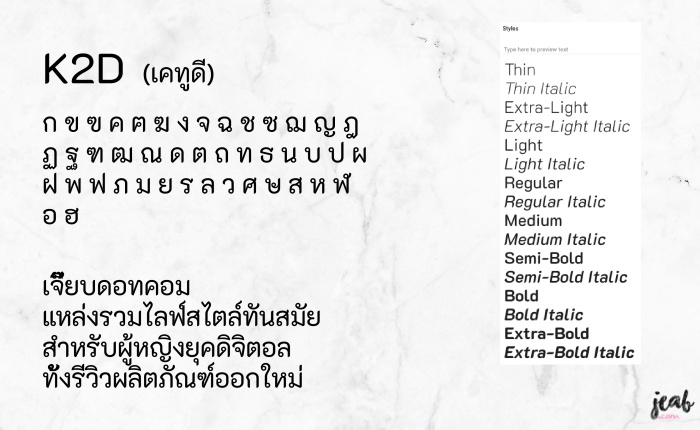 K2D (เคทูดี)
ก ข ฃ ค ฅ ฆ ง จ ฉ ช ซ ฌ ญ ฎ
ฏ ฐ ฑ ฒ ณ ด ต ถ ท ธ น บ ป ผ
ฝ พ ฟ ภ ม ย ร ล ว ศ ษ ส ห ฬ
อ ฮ
เจี๊ยบดอทคอม
แหล่งรวมไลฟ์สไตล์ทันสมัย
สำหรับผู้หญิงยุคดิจิตอล
ทั้งรีวิวผลิตภัณฑ์ออกใหม่
Styles
Type here to preview text
Thin
Thin Italic
Extra-Light
Extra-Light Italic
Light
Light Italic
Regular
Regular Italic
Medium
Medium Italic
Semi-Bold
Semi-Bold Italic
Bold
Bold Italic
Extra-Bold
Extra-Bold Italic
jeab
.com